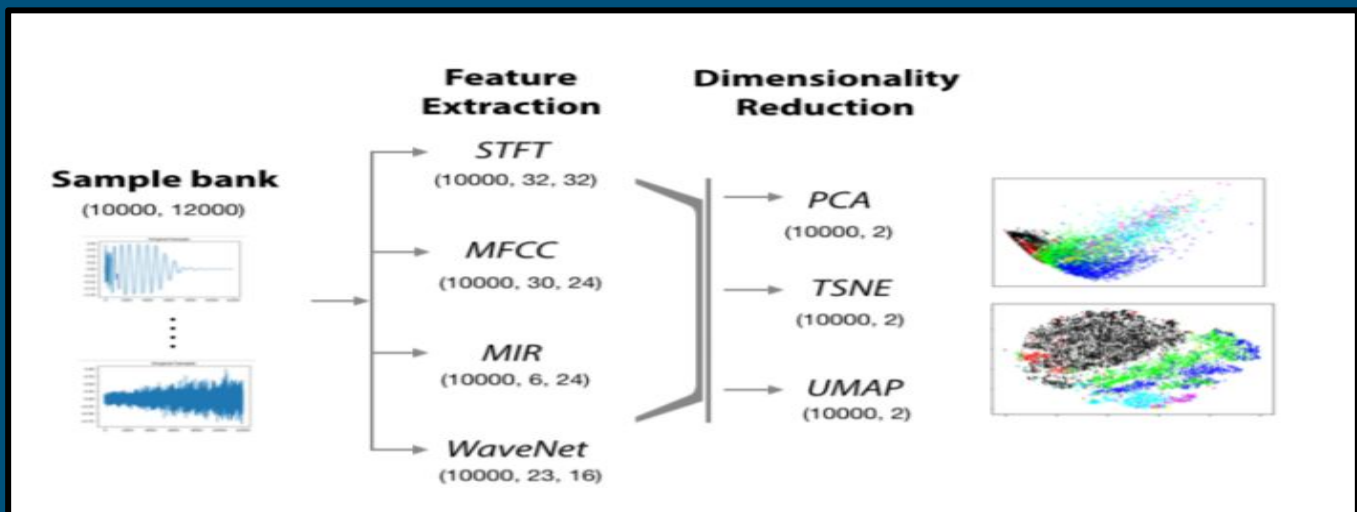 Sample bank
(10000, 12000)
Feature
Extraction
STFT
(10000, 32, 32)
MFCC
(10000, 30, 24)
MIR
(10000, 6, 24)
WaveNet
(10000, 23, 16)
Dimensionality
Reduction
PCA
(10000, 2)
TSNE
(10000, 2)
UMAP
(10000, 2)